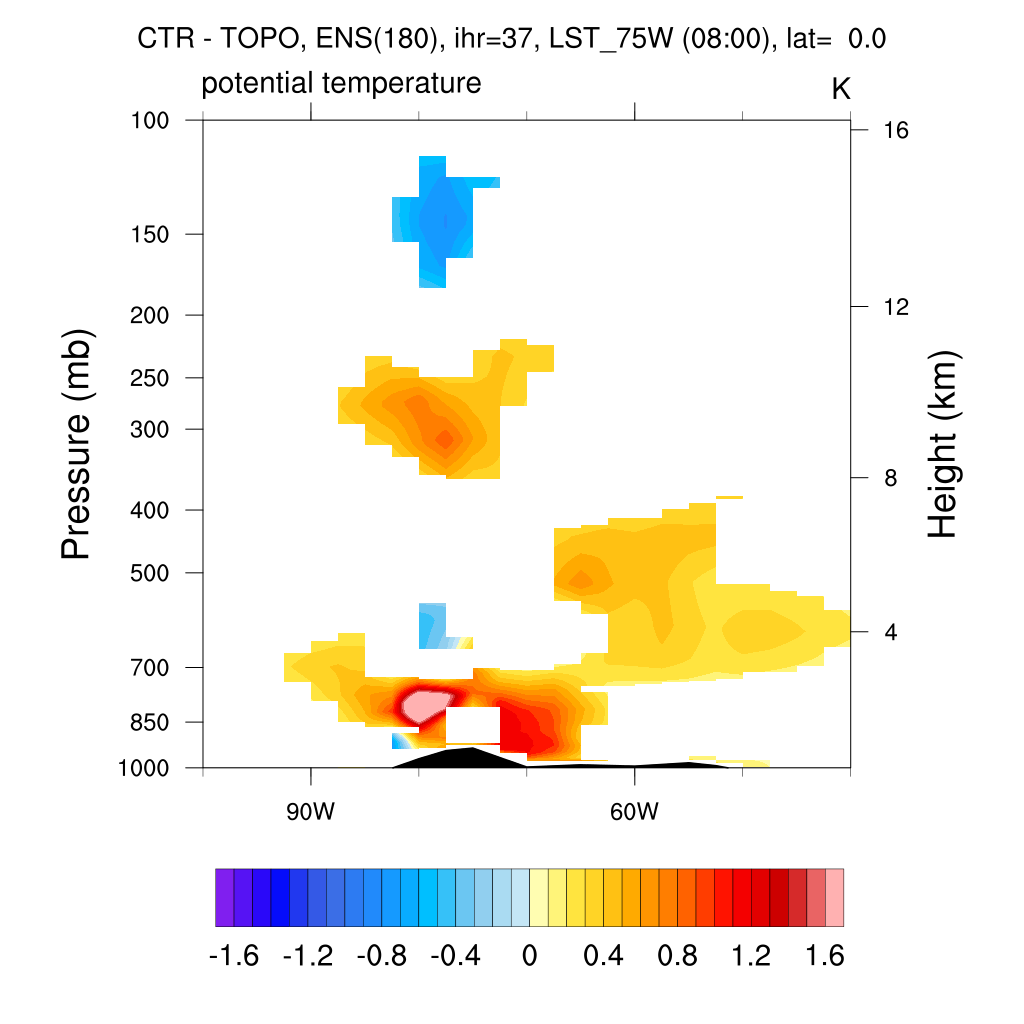 CTR - TOPO, ENS(180), ihr=37, LST_75W (08:00), lat=  0.0
potential temperature K
100
150
200
250
300
400
500
700
850
1000
Pressure (mb)
16
12
8
4
Height (km)
90W 60W
-1.6 -1.2 -0.8 -0.4 0 0.4 0.8 1.2 1.6